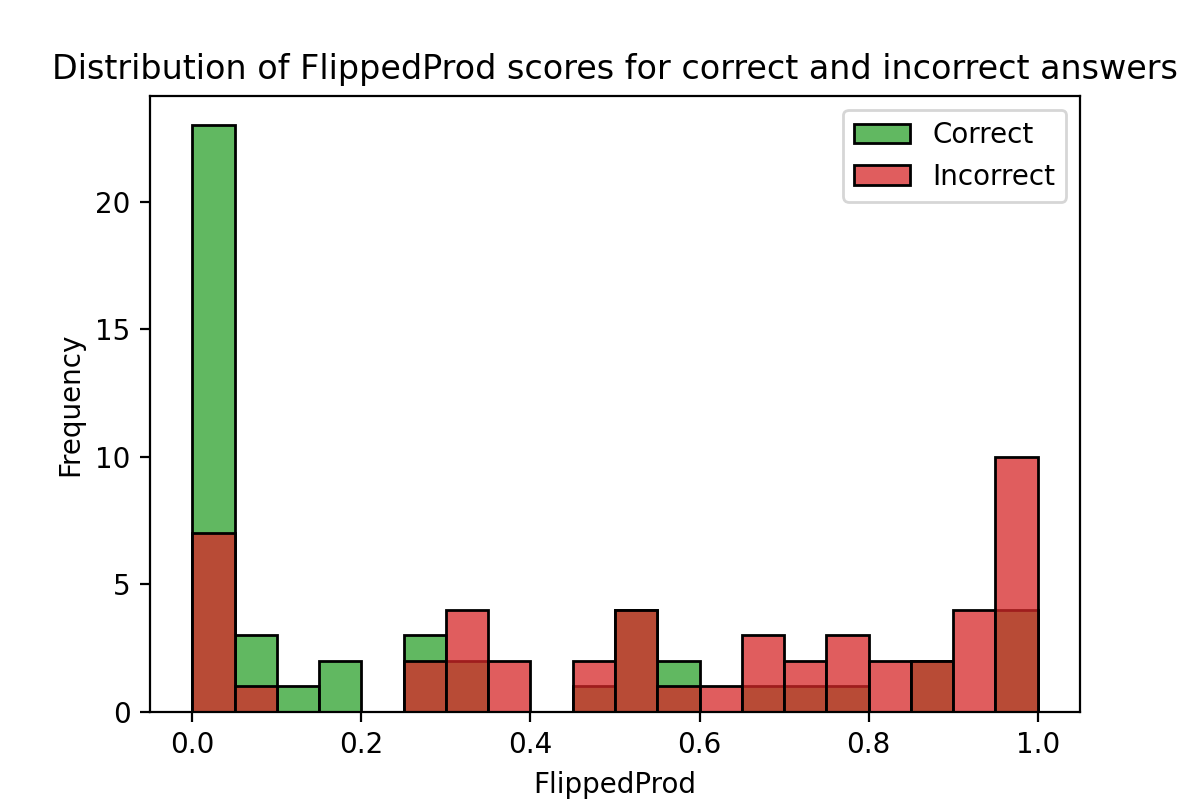 Distribution of FlippedProd scores for correct and incorrect answers
Correct
Incorrect
Frequency
20
15
10
5
0
0.0 0.2 0.4 0.6 0.8 1.0
FlippedProd